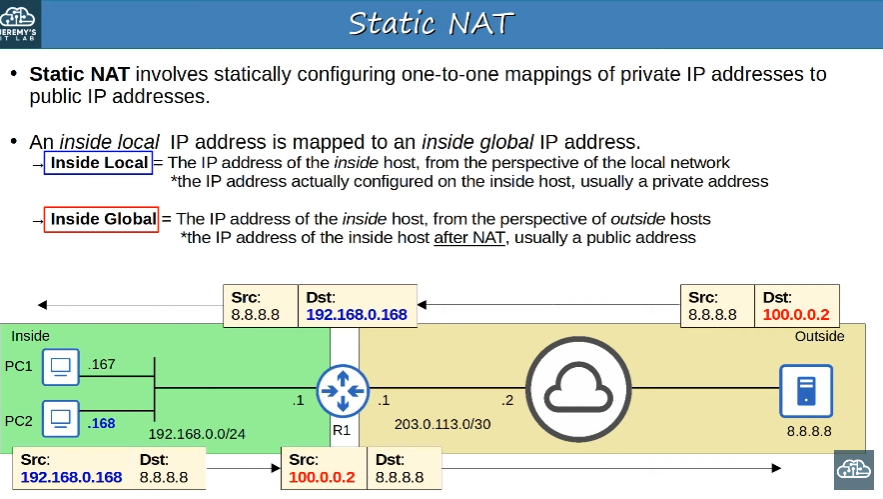 JEREMY'S
IT LAB
Static NAT
• Static NAT involves statically configuring one-to-one mappings of private IP addresses to
public IP addresses.
• An inside local IP address is mapped to an inside global IP address.
→ Inside Local = The IP address of the inside host, from the perspective of the local network
*the IP address actually configured on the inside host, usually a private address
→ Inside Global = The IP address of the inside host, from the perspective of outside hosts
*the IP address of the inside host after NAT, usually a public address
Src: Dst:
8.8.8.8 192.168.0.168
Src: Dst:
8.8.8.8 100.0.0.2
Inside
Outside
PC1
.167
PC2
.168
192.168.0.0/24
.1
R1
.1
203.0.113.0/30
.2
8.8.8.8
Src: Dst:
192.168.0.168 8.8.8.8
Src: Dst:
100.0.0.2 8.8.8.8